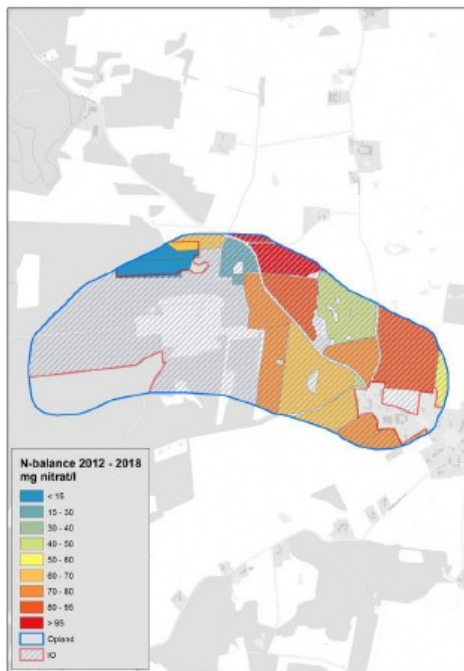 N-balance 2012 - 2018
mg nitrat/l
< 15
15 - 30
30 - 40
40 - 50
50 - 60
60 - 70
70 - 80
80 - 95
> 95
Opland
IO